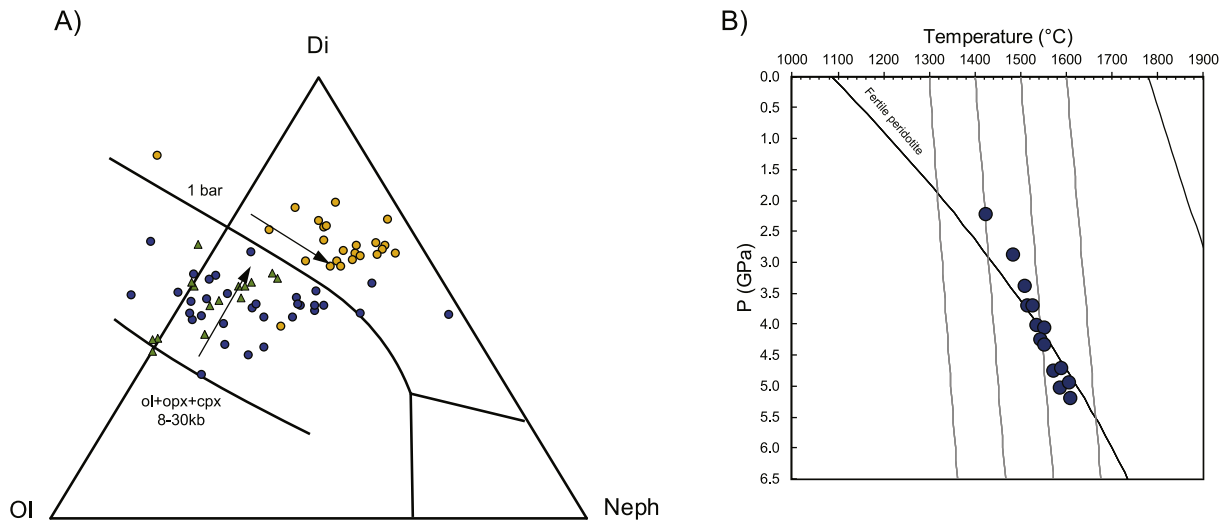 A)
Di
1 bar
ol+opx+cpx
8-30kb
Ol
Neph
B)
Temperature (°C)
1000 1100 1200 1300 1400 1500 1600 1700 1800 1900
P (GPa)
0.0
0.5
1.0
1.5
2.0
2.5
3.0
3.5
4.0
4.5
5.0
5.5
6.0
6.5
Fertile peridotite